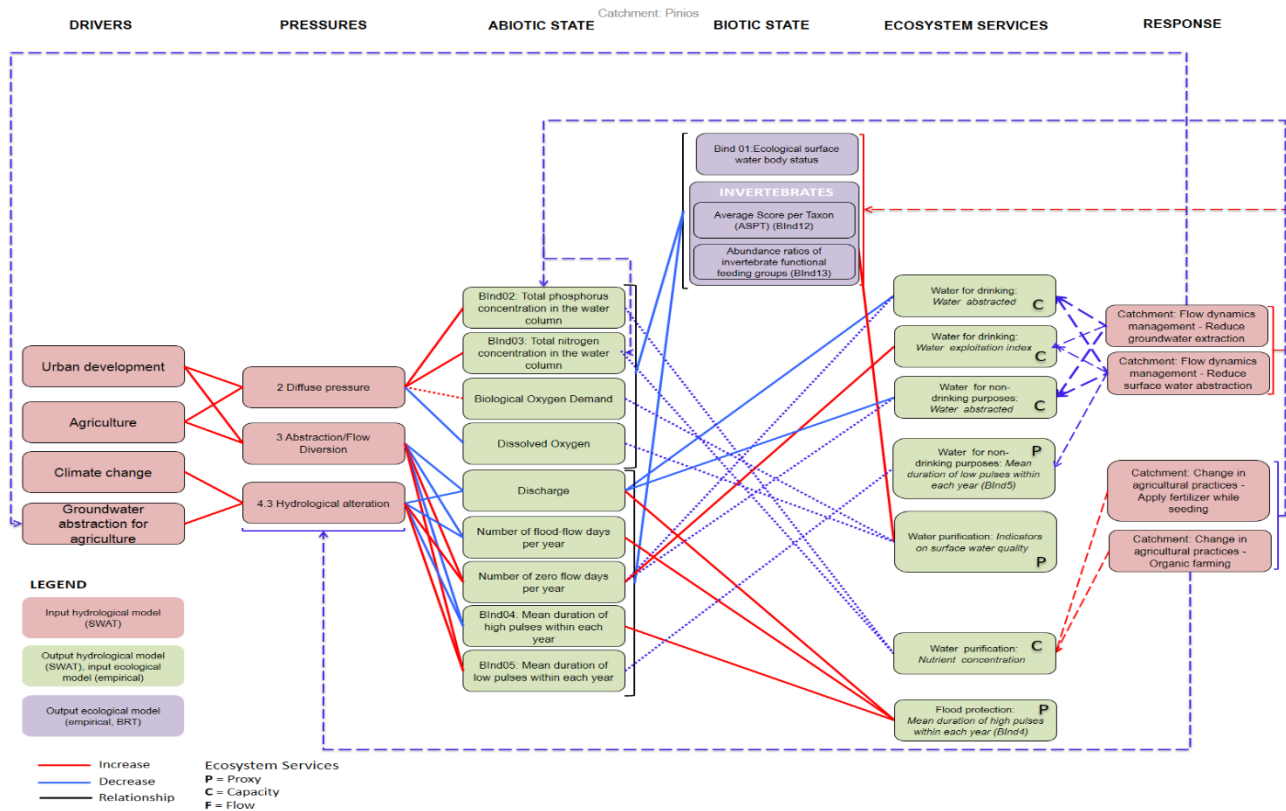 Catchment: Pinios
DRIVERS
PRESSURES
ABIOTIC STATE
BIOTIC STATE
ECOSYSTEM SERVICES
RESPONSE
Urban development
Agriculture
Climate change
Groundwater
abstraction for
agriculture
2 Diffuse pressure
3 Abstraction/Flow
Diversion
4.3 Hydrological alteration
BInd02: Total phosphorus
concentration in the water
column
BInd03: Total nitrogen
concentration in the water
column
Biological Oxygen Demand
Dissolved Oxygen
Discharge
Number of flood-flow days
per year
Number of zero flow days
per year
BInd04: Mean duration of
high pulses within each
year
BInd05: Mean duration of
low pulses within each year
Bind 01:Ecological surface
water body status
INVERTEBRATES
Average Score per Taxon
(ASPT) (BInd12)
Abundance ratios of
invertebrate functional
feeding groups (BInd13)
Water for drinking:
Water abstracted
C
Water for drinking:
Water exploitation index
C
Water for non-
drinking purposes:
Water abstracted
C
P
Water for non-
drinking purposes: Mean
duration of low pulses within
each year (BInd5)
Water purification: Indicators
on surface water quality
P
Water purification:
Nutrient concentration
C
Flood protection:
Mean duration of high pulses
within each year (BInd4)
P
Catchment: Flow dynamics
management - Reduce
groundwater extraction
Catchment: Flow dynamics
management - Reduce
surface water abstraction
Catchment: Change in
agricultural practices -
Apply fertilizer while
seeding
Catchment: Change in
agricultural practices -
Organic farming
LEGEND
Input hydrological model
(SWAT)
Output hydrological model
(SWAT), input ecological
model (empirical)
Output ecological model
(empirical, BRT)
Increase
Decrease
Relationship
Ecosystem Services
P = Proxy
C = Capacity
F = Flow